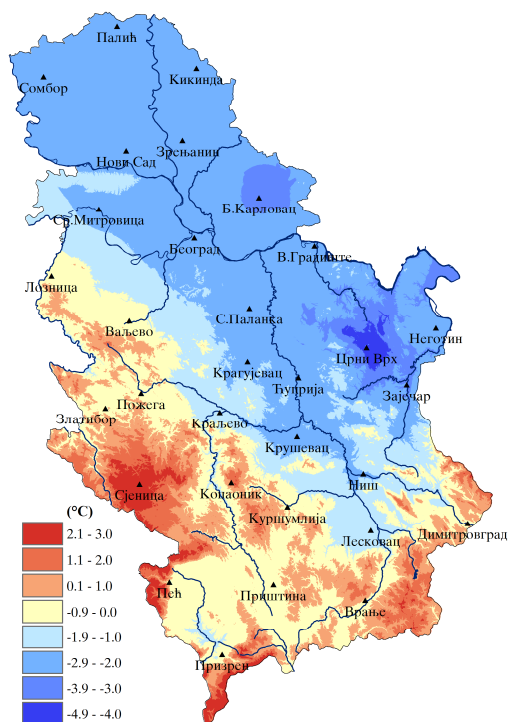 Палић
Кикинда
Сомбор
Зрењанин
Нови Сад
Б.Карловац
Ср.Митровица
Београд
В.Градиште
Лозница
С.Паланка
Ваљево
Неготин
Црни Врх
Крагујевац
Ћуприја
Зајечар
Пожега
Златибор
Краљево
Крушевац
Ниш
Сјеница
Копаоник
Куршумлија
Лесковац
Димитровград
Пећ
Приштина
Врање
Призрен
(°C)
2.1 - 3.0
1.1 - 2.0
0.1 - 1.0
-0.9 - 0.0
-1.9 - -1.0
-2.9 - -2.0
-3.9 - -3.0
-4.9 - -4.0